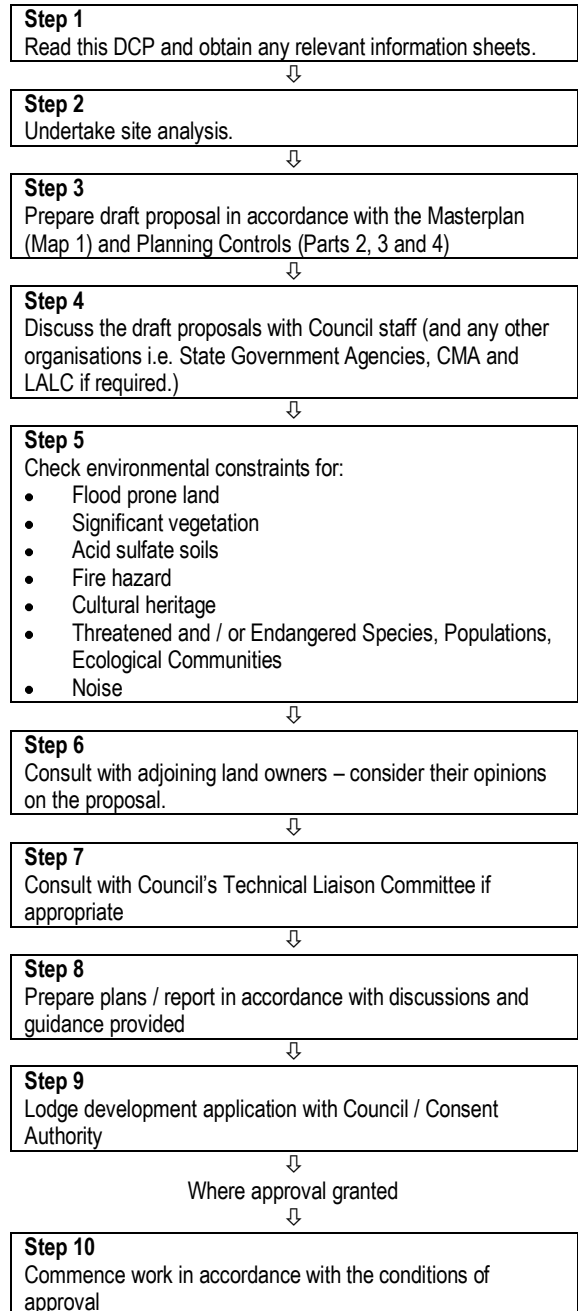 Step 1
Read this DCP and obtain any relevant information sheets.
⇩
Step 2
Undertake site analysis.
⇩
Step 3
Prepare draft proposal in accordance with the Masterplan
(Map 1) and Planning Controls (Parts 2, 3 and 4)
⇩
Step 4
Discuss the draft proposals with Council staff (and any other
organisations i.e. State Government Agencies, CMA and
LALC if required.)
⇩
Step 5
Check environmental constraints for:
• Flood prone land
• Significant vegetation
• Acid sulfate soils
• Fire hazard
• Cultural heritage
• Threatened and / or Endangered Species, Populations,
Ecological Communities
• Noise
⇩
Step 6
Consult with adjoining land owners – consider their opinions
on the proposal.
⇩
Step 7
Consult with Council’s Technical Liaison Committee if
appropriate
⇩
Step 8
Prepare plans / report in accordance with discussions and
guidance provided
⇩
Step 9
Lodge development application with Council / Consent
Authority
⇩
Where approval granted
⇩
Step 10
Commence work in accordance with the conditions of
approval